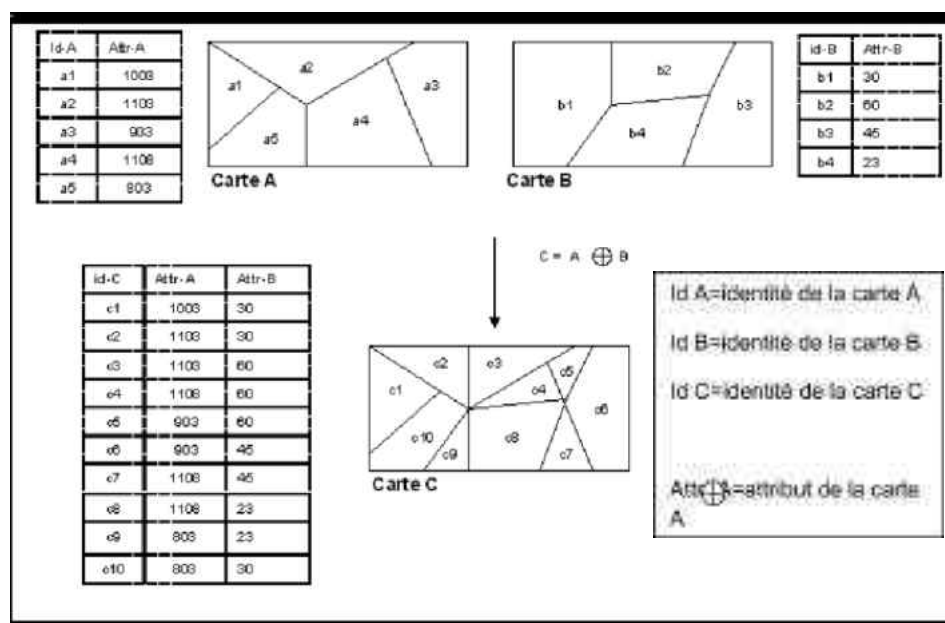 Id-A Attr-A
a1 1003
a2 1103
a3 903
a4 1108
a5 803
a1 a2 a3 a4 a5
Carte A
b1 b2 b3 b4
Carte B
id-B Attr-B
b1 30
b2 60
b3 45
b4 23
C = A ⊕ B
id-C Attr-A Attr-B
c1 1003 30
c2 1103 30
c3 1103 60
c4 1108 60
c5 903 60
c6 903 45
c7 1108 45
c8 1108 23
c9 803 23
c10 803 30
c1 c2 c3 c4 c5 c6 c7 c8 c9 c10
Carte C
Id A=identité de la carte A
Id B=identité de la carte B
Id C=identité de la carte C
Attr A=attribut de la carte
A